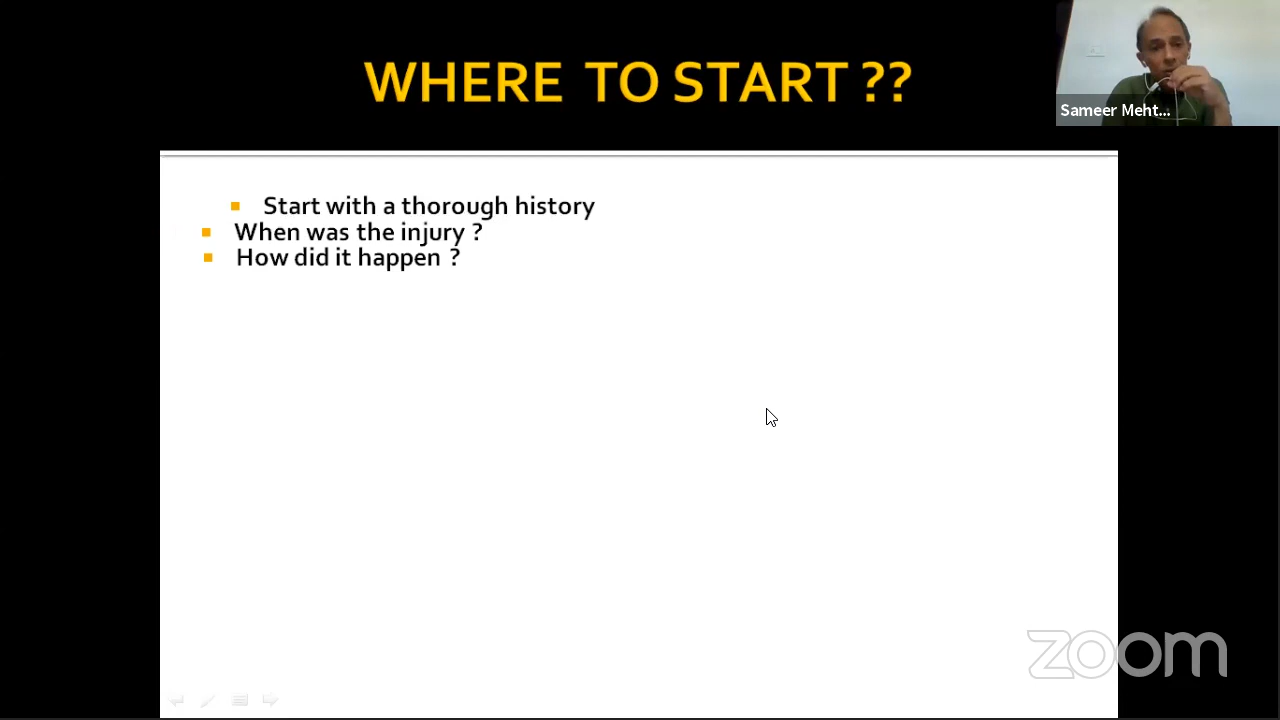 WHERE TO START ??
Sameer Meht...
Start with a thorough history
When was the injury ?
How did it happen ?
zoom